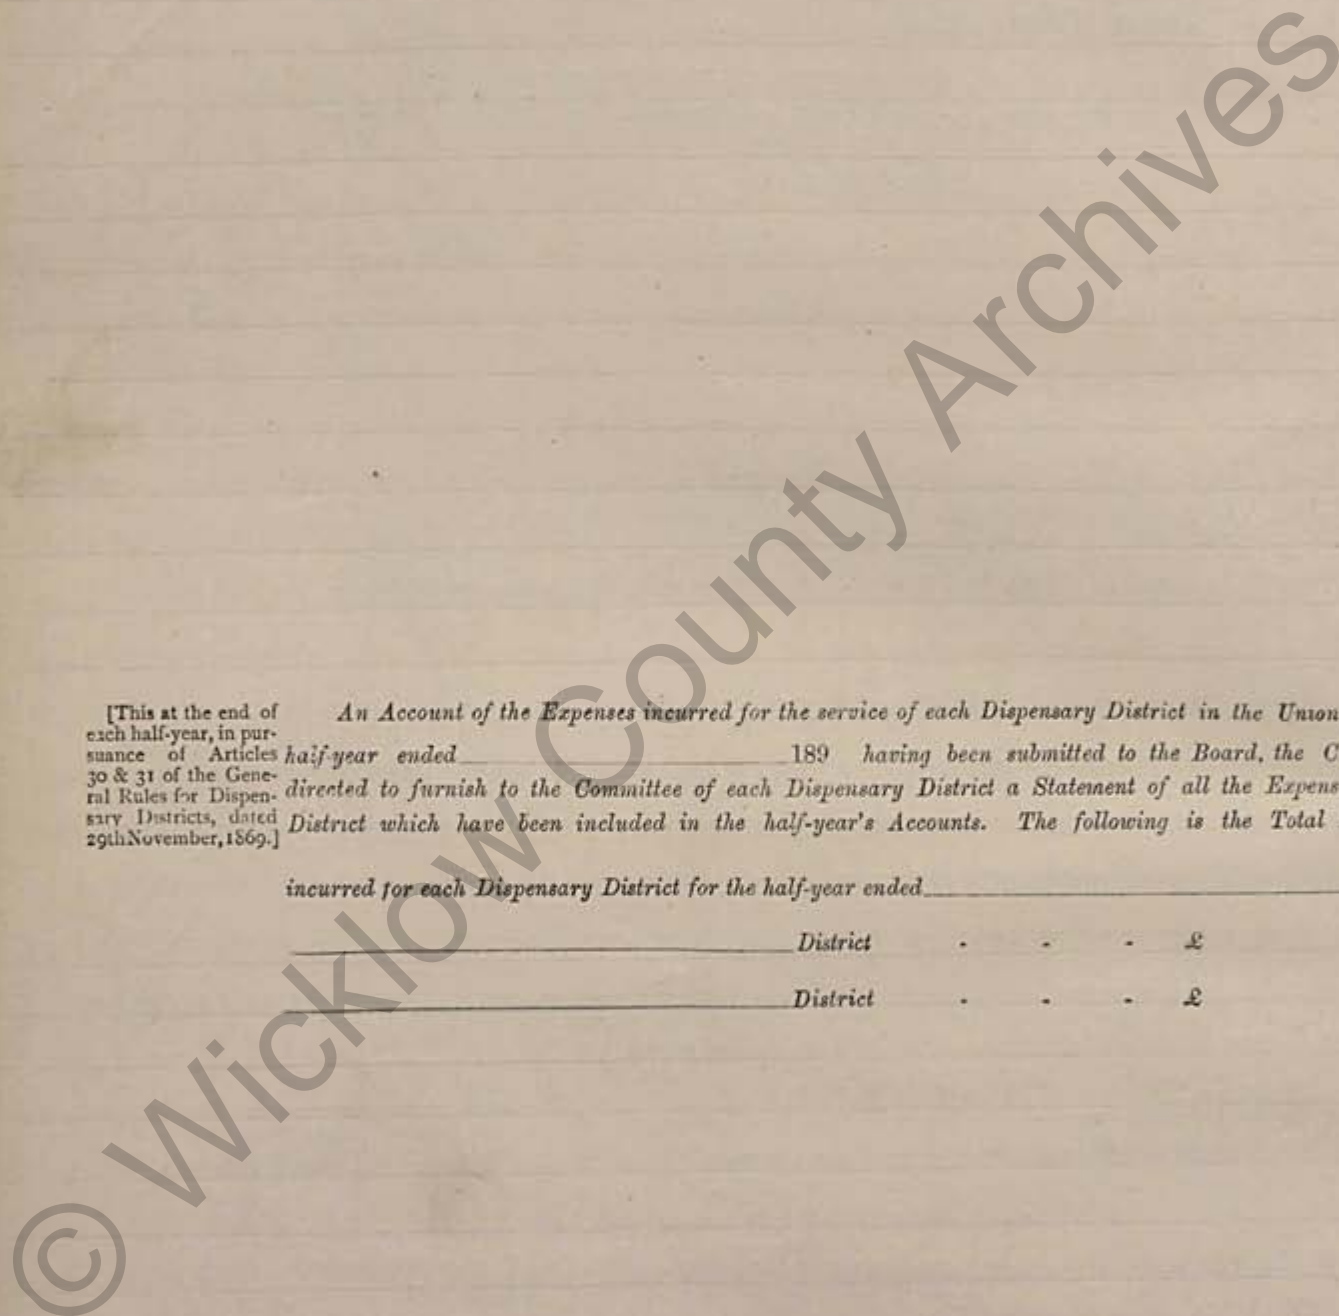 [This at the end of
each half-year, in pur-
suance of Articles
30 & 31 of the Gene-
ral Rules for Dispen-
sary Districts, dated
29th November, 1869.]
An Account of the Expenses incurred for the service of each Dispensary District in the Union
half-year ended 189 having been submitted to the Board, the C
directed to furnish to the Committee of each Dispensary District a Statement of all the Expens
District which have been included in the half-year's Accounts. The following is the Total
incurred for each Dispensary District for the half-year ended
District - - - £
District - - - £
© Wicklow County Archives